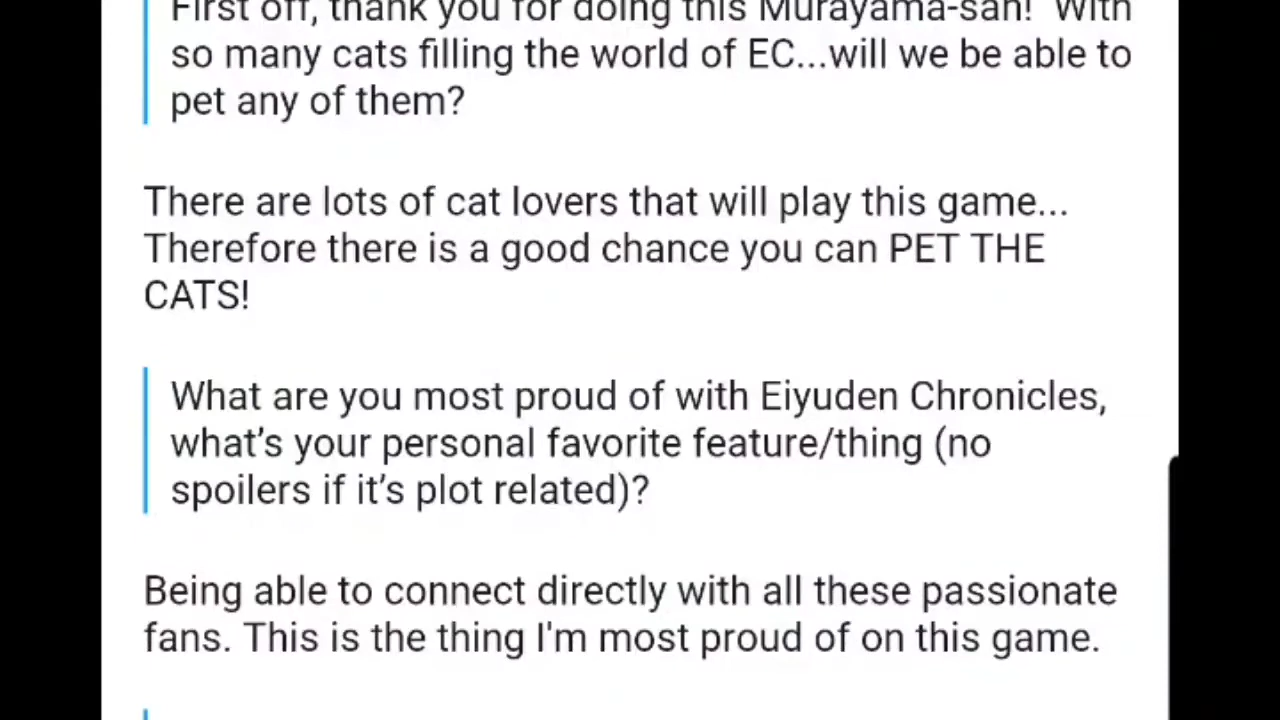 First off, thank you for doing this Murayama-san! With
so many cats filling the world of EC...will we be able to
pet any of them?
There are lots of cat lovers that will play this game...
Therefore there is a good chance you can PET THE
CATS!
What are you most proud of with Eiyuden Chronicles,
what’s your personal favorite feature/thing (no
spoilers if it’s plot related)?
Being able to connect directly with all these passionate
fans. This is the thing I'm most proud of on this game.